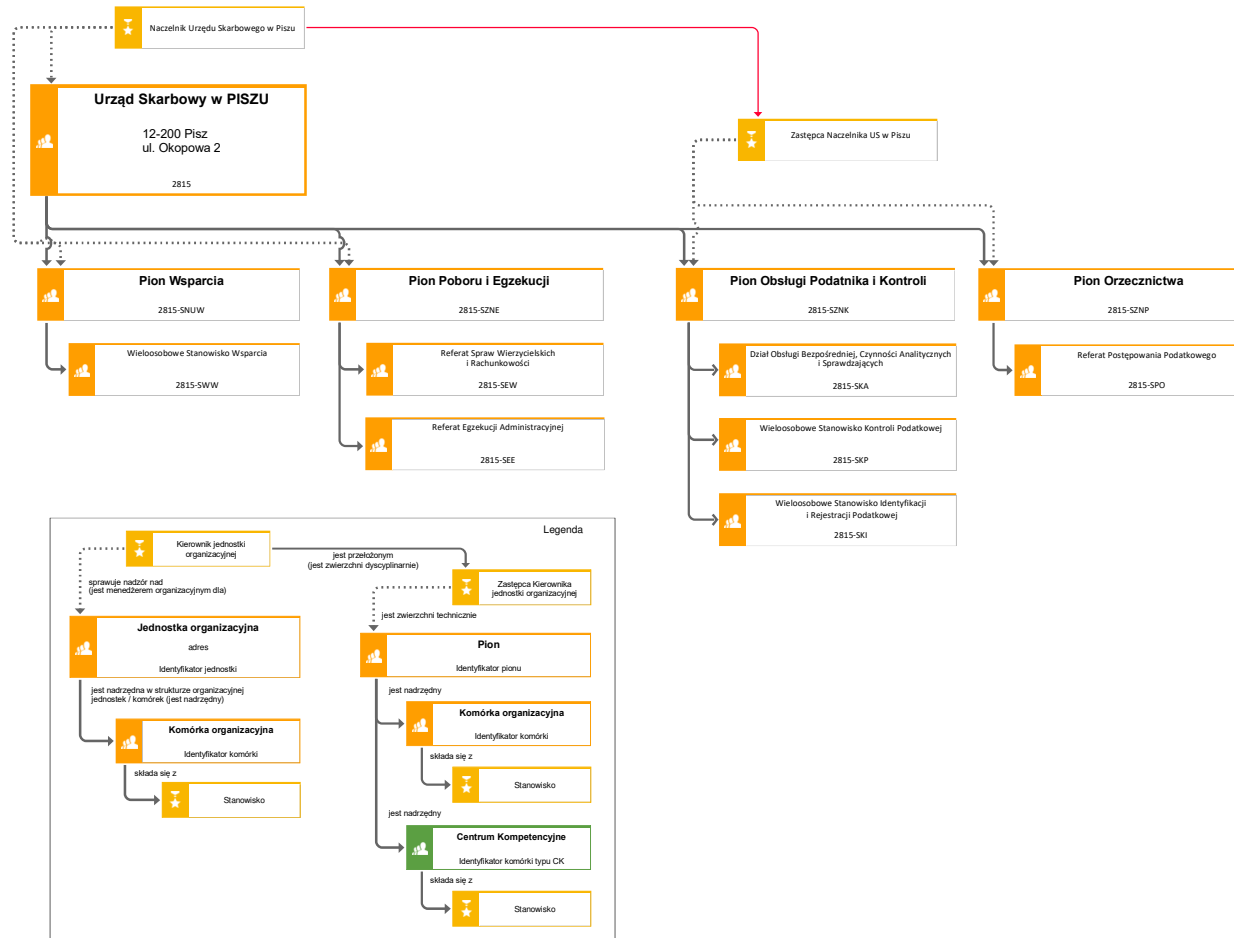 Naczelnik Urzędu Skarbowego w Piszu
Urząd Skarbowy w PISZU
12-200 Pisz
ul. Okopowa 2
2815
Zastępca Naczelnika US w Piszu
Pion Wsparcia
2815-SNUW
Pion Poboru i Egzekucji
2815-SZNE
Pion Obsługi Podatnika i Kontroli
2815-SZNK
Pion Orzecznictwa
2815-SZNP
Wieloosobowe Stanowisko Wsparcia
2815-SWW
Referat Spraw Wierzycielskich
i Rachunkowości
2815-SEW
Dział Obsługi Bezpośredniej, Czynności Analitycznych
i Sprawdzających
2815-SKA
Referat Postępowania Podatkowego
2815-SPO
Referat Egzekucji Administracyjnej
2815-SEE
Wieloosobowe Stanowisko Kontroli Podatkowej
2815-SKP
Wieloosobowe Stanowisko Identyfikacji
i Rejestracji Podatkowej
2815-SKI
Legenda
Kierownik jednostki
organizacyjnej
jest przełożonym
(jest zwierzchni dyscyplinarnie)
sprawuje nadzór nad
(jest menedżerem organizacyjnym dla)
Zastępca Kierownika
jednostki organizacyjnej
jest zwierzchni technicznie
Jednostka organizacyjna
adres
Identyfikator jednostki
Pion
Identyfikator pionu
jest nadrzędna w strukturze organizacyjnej
jednostek / komórek (jest nadrzędny)
jest nadrzędny
Komórka organizacyjna
Identyfikator komórki
Komórka organizacyjna
Identyfikator komórki
składa się z
Stanowisko
składa się z
Stanowisko
jest nadrzędny
Centrum Kompetencyjne
Identyfikator komórki typu CK
składa się z
Stanowisko